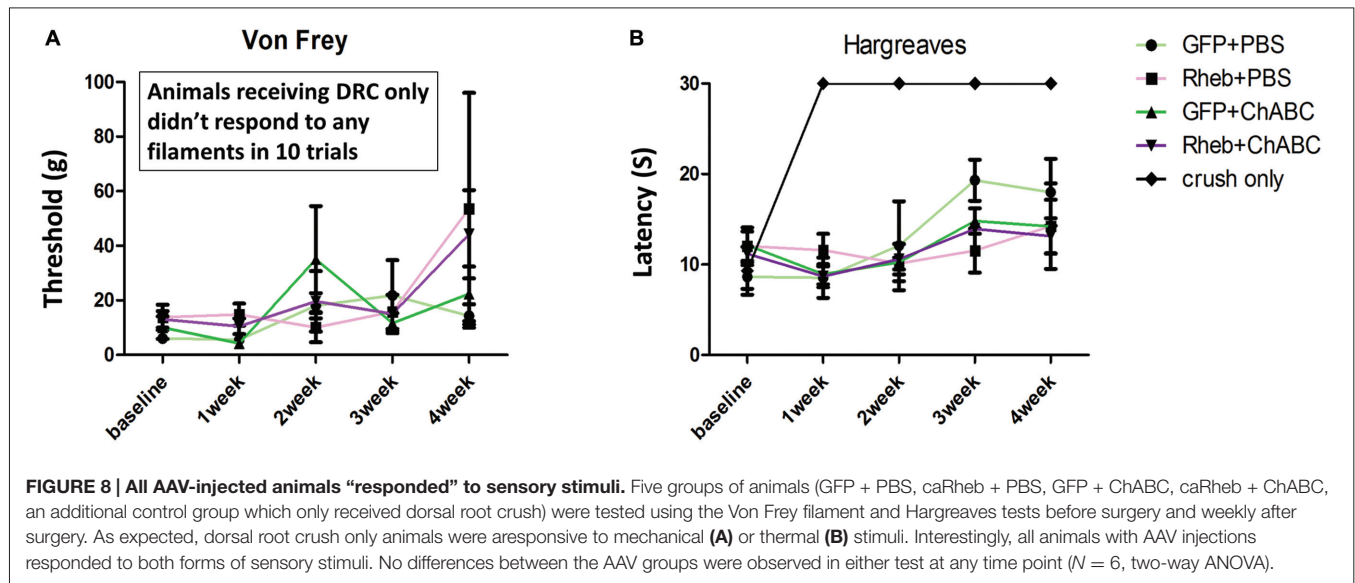 A
Von Frey
Animals receiving DRC only
didn't respond to any
filaments in 10 trials
Threshold (g)
100
80
60
40
20
0
baseline
1week
2week
3week
4week
B
Hargreaves
Latency (S)
30
20
10
0
baseline
1week
2week
3week
4week
GFP+PBS
Rheb+PBS
GFP+ChABC
Rheb+ChABC
crush only
FIGURE 8 | All AAV-injected animals “responded” to sensory stimuli. Five groups of animals (GFP + PBS, caRheb + PBS, GFP + ChABC, caRheb + ChABC,
an additional control group which only received dorsal root crush) were tested using the Von Frey filament and Hargreaves tests before surgery and weekly after
surgery. As expected, dorsal root crush only animals were aresponsive to mechanical (A) or thermal (B) stimuli. Interestingly, all animals with AAV injections
responded to both forms of sensory stimuli. No differences between the AAV groups were observed in either test at any time point (N = 6, two-way ANOVA).